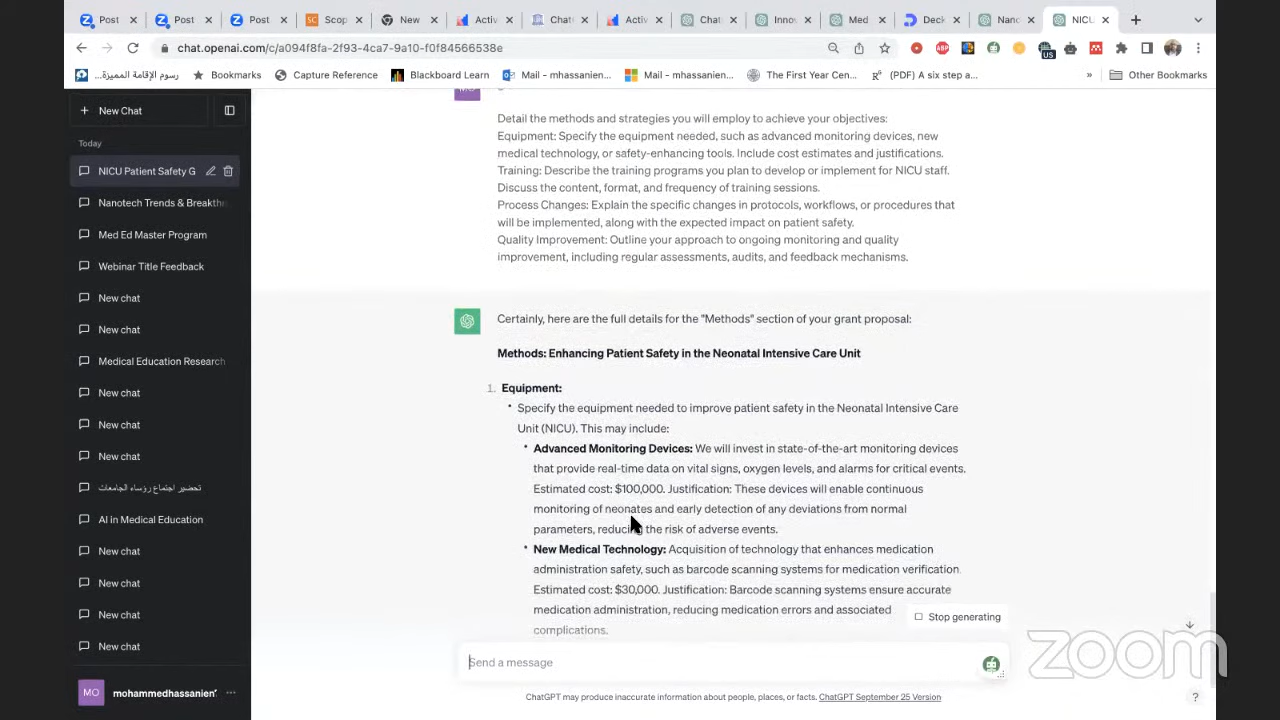 Post
Post
Post
Scop
New
Activ
Chat
Activ
Chat
Innov
Med
Deck
Nanc
NICU
chat.openai.com/c/a094f8fa-2f93-4ca7-9a10-f0f84566538e
ABP
US
رسوم الإقامة المميزة...
Bookmarks
Capture Reference
Blackboard Learn
Mail – mhassanien...
Mail – mhassanien...
The First Year Cen...
(PDF) A six step a...
»
Other Bookmarks
New Chat
Today
NICU Patient Safety G
Nanotech Trends & Breakthr
Med Ed Master Program
Webinar Title Feedback
New chat
New chat
Medical Education Research
New chat
New chat
New chat
تحضير اجتماع رؤساء الجامعات
AI in Medical Education
New chat
New chat
New chat
New chat
MO
mohammedhassanien
MO
Detail the methods and strategies you will employ to achieve your objectives:
Equipment: Specify the equipment needed, such as advanced monitoring devices, new
medical technology, or safety-enhancing tools. Include cost estimates and justifications.
Training: Describe the training programs you plan to develop or implement for NICU staff.
Discuss the content, format, and frequency of training sessions.
Process Changes: Explain the specific changes in protocols, workflows, or procedures that
will be implemented, along with the expected impact on patient safety.
Quality Improvement: Outline your approach to ongoing monitoring and quality
improvement, including regular assessments, audits, and feedback mechanisms.
Certainly, here are the full details for the "Methods" section of your grant proposal:
Methods: Enhancing Patient Safety in the Neonatal Intensive Care Unit
1. Equipment:
• Specify the equipment needed to improve patient safety in the Neonatal Intensive Care
Unit (NICU). This may include:
• Advanced Monitoring Devices: We will invest in state-of-the-art monitoring devices
that provide real-time data on vital signs, oxygen levels, and alarms for critical events.
Estimated cost: $100,000. Justification: These devices will enable continuous
monitoring of neonates and early detection of any deviations from normal
parameters, reducing the risk of adverse events.
• New Medical Technology: Acquisition of technology that enhances medication
administration safety, such as barcode scanning systems for medication verification.
Estimated cost: $30,000. Justification: Barcode scanning systems ensure accurate
medication administration, reducing medication errors and associated
complications.
Stop generating
Send a message
ChatGPT may produce inaccurate information about people, places, or facts. ChatGPT September 25 Version
?
zoom